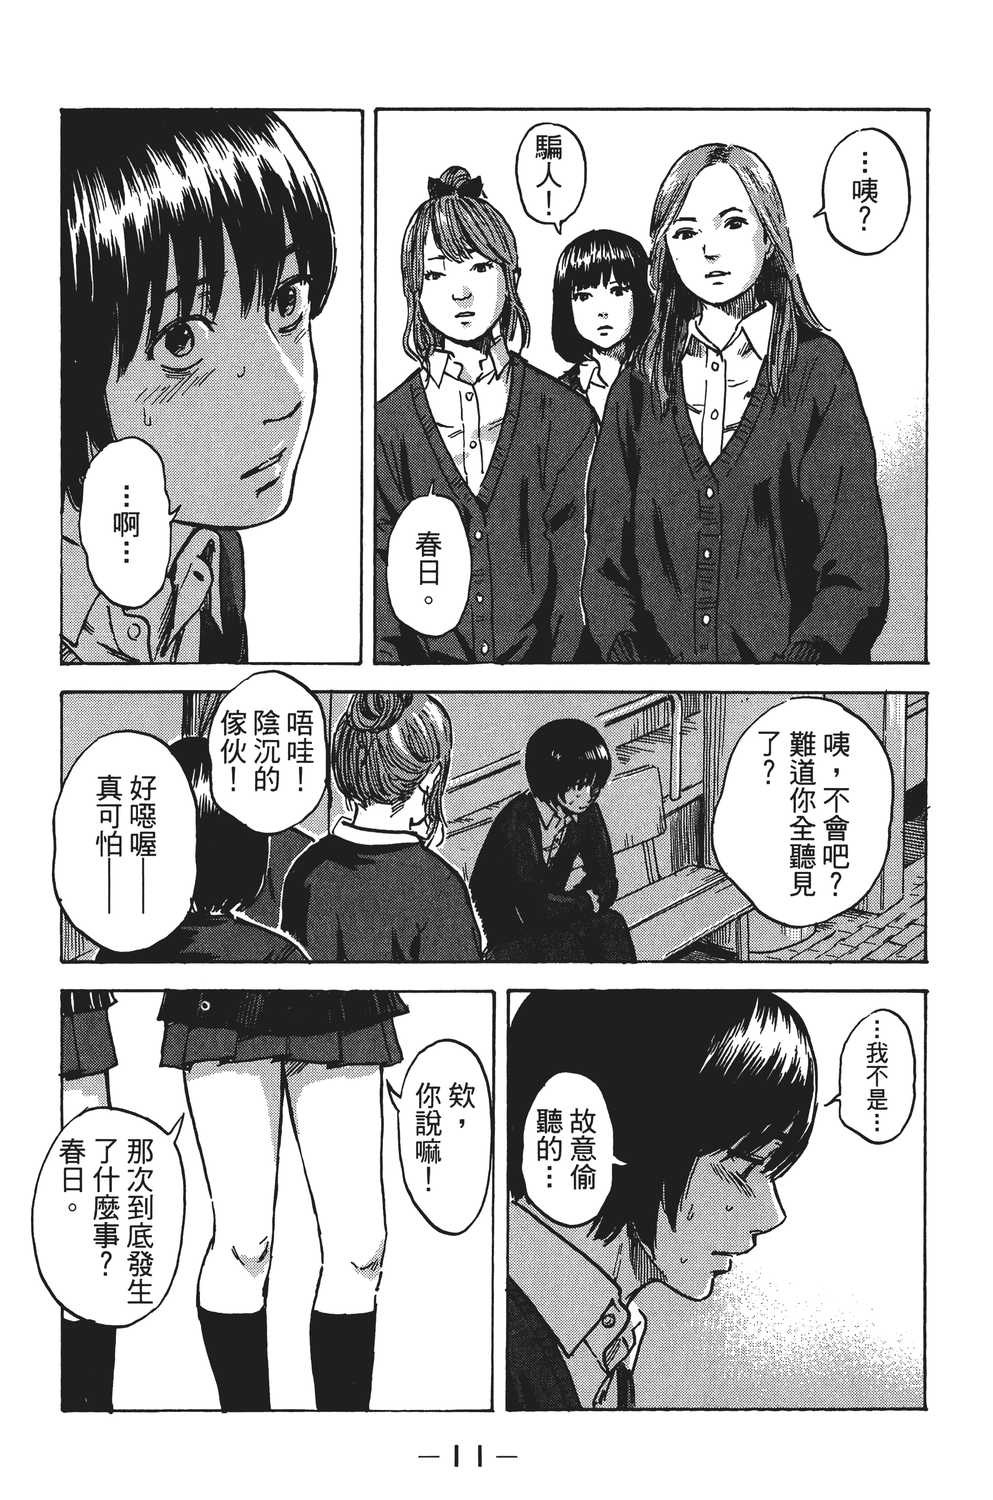 …咦？
騙人！
春日。
…啊…
咦，不會吧？
難道你全聽見
了？
唔哇！
陰沉的
傢伙！
好噁喔——
真可怕——
…我不是…
故意偷
聽的…
欸，
你說嘛！
那次到底發生
了什麼事？
春日。
— 11 —